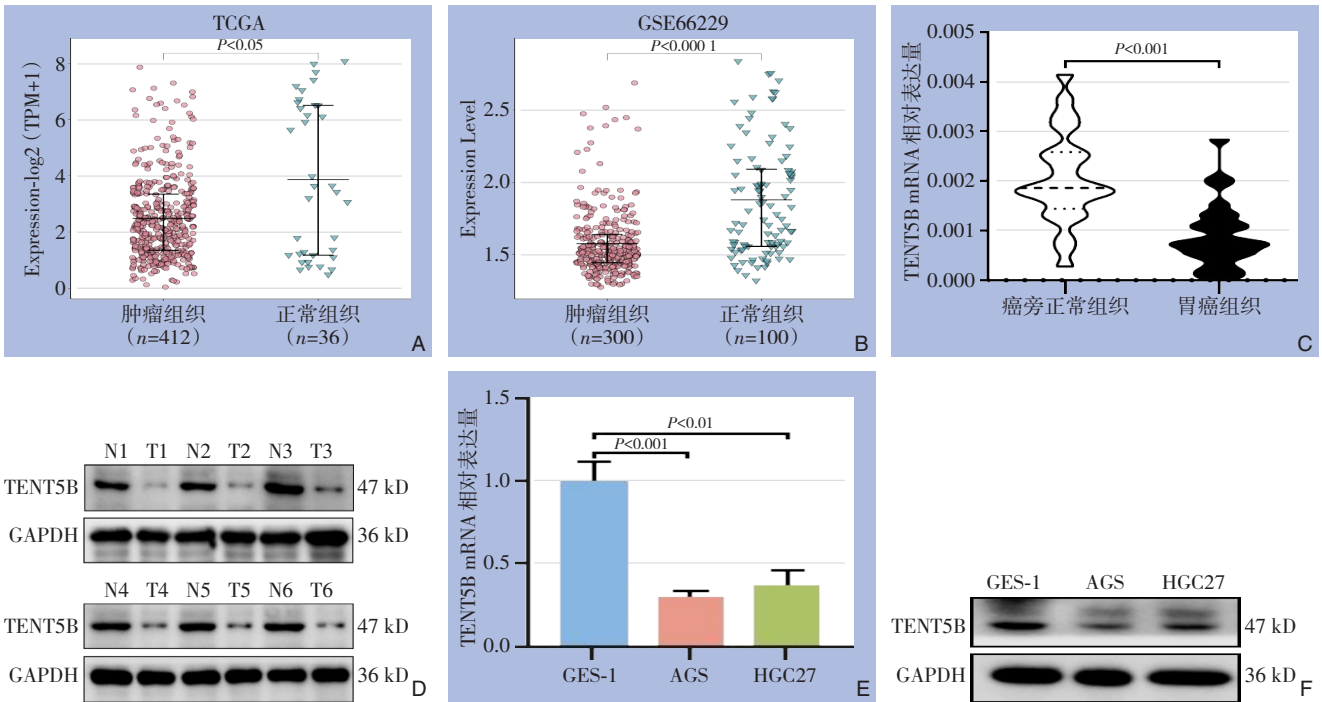 TCGA
P<0.05
Expression-log2（TPM+1）
8
6
4
2
0
肿瘤组织
（n=412）
正常组织
（n=36）
A
GSE66229
P<0.000 1
Expression Level
2.5
2.0
1.5
肿瘤组织
（n=300）
正常组织
（n=100）
B
P<0.001
TENT5B mRNA 相对表达量
0.005
0.004
0.003
0.002
0.001
0.000
癌旁正常组织
胃癌组织
C
N1 T1 N2 T2 N3 T3
TENT5B 47 kD
GAPDH 36 kD
N4 T4 N5 T5 N6 T6
TENT5B 47 kD
GAPDH 36 kD
D
TENT5B mRNA 相对表达量
1.5
1.0
0.5
0.0
P<0.01
P<0.001
GES-1 AGS HGC27
E
GES-1 AGS HGC27
TENT5B 47 kD
GAPDH 36 kD
F